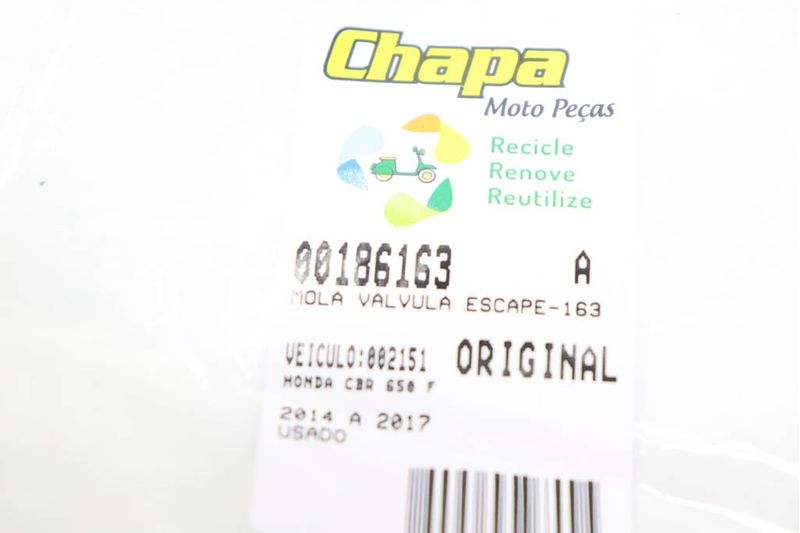 Chapa
Moto Peças
Recicle
Renove
Reutilize
00186163 A
MOLA VALVULA ESCAPE-163
VEICULO:002151 ORIGINAL
HONDA CBR 650 F
2014 A 2017
USADO